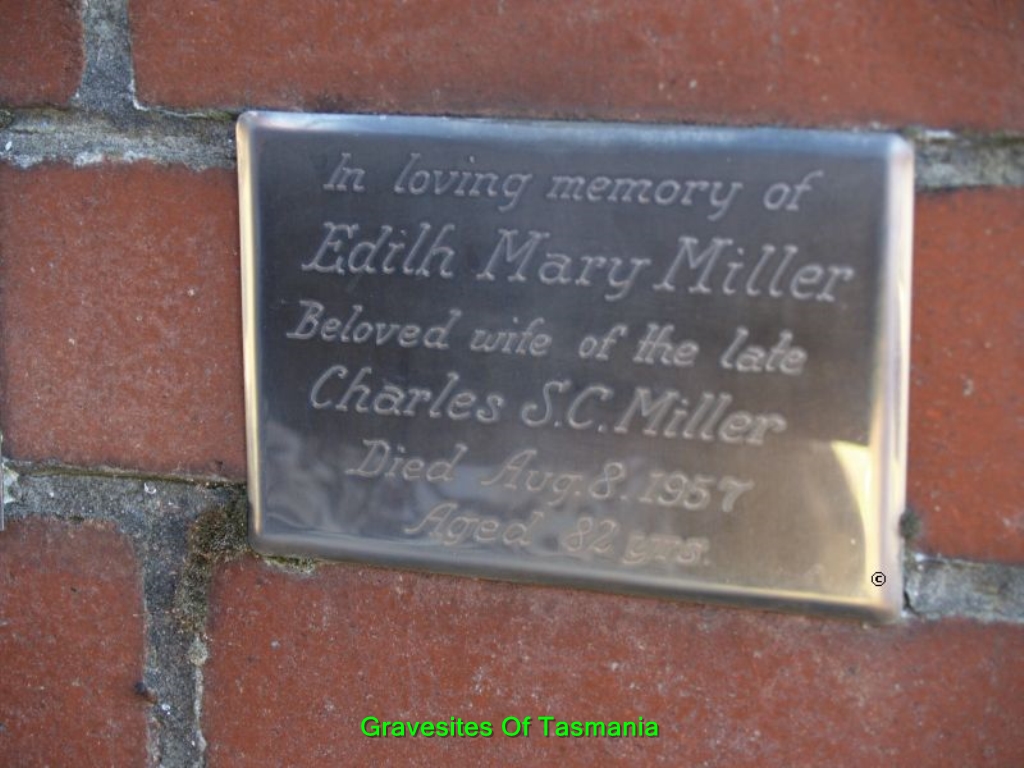 In loving memory of
Edith Mary Miller
Beloved wife of the late
Charles S.C. Miller
Died Aug. 8. 1957
Aged 82 yrs.
©
Gravesites Of Tasmania